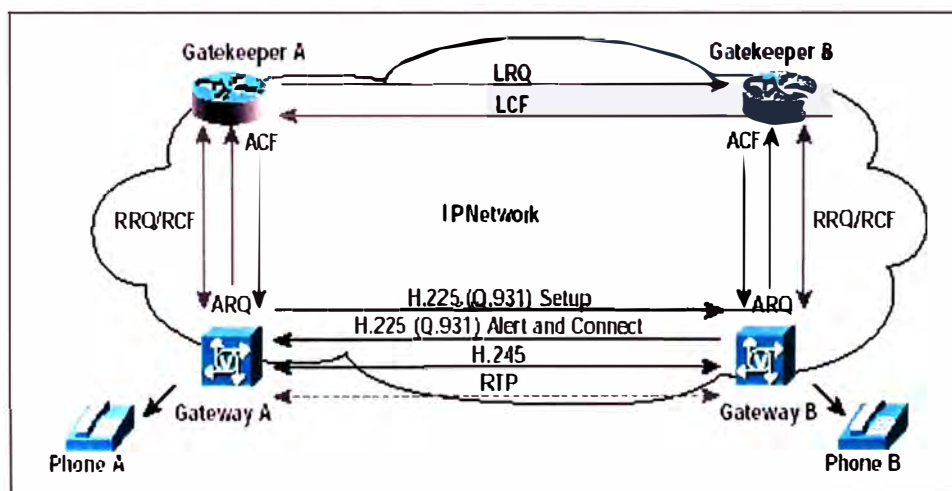 Gatekeeper A
Gatekeeper B
LRQ
LCF
ACF
ACF
RRQ/RCF
IPNetwork
RRQ/RCF
ARQ
ARQ
H.225 (Q.931) Setup
H.225 (Q.931) Alert and Connect
H.245
RTP
V
V
Gateway A
Gateway B
Phone A
Phone B